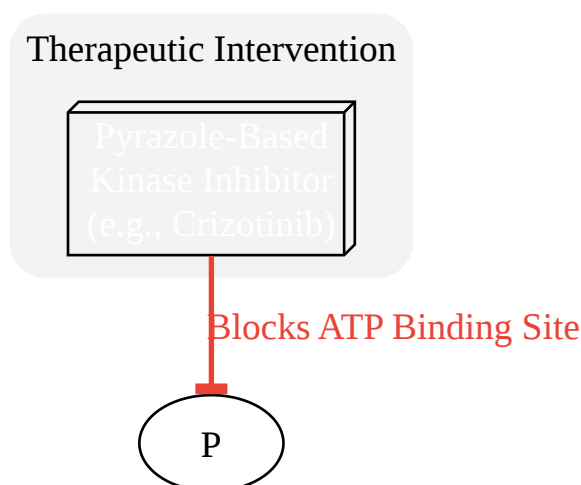 Therapeutic Intervention
Pyrazole-Based
Kinase Inhibitor
(e.g., Crizotinib)
Blocks ATP Binding Site
P